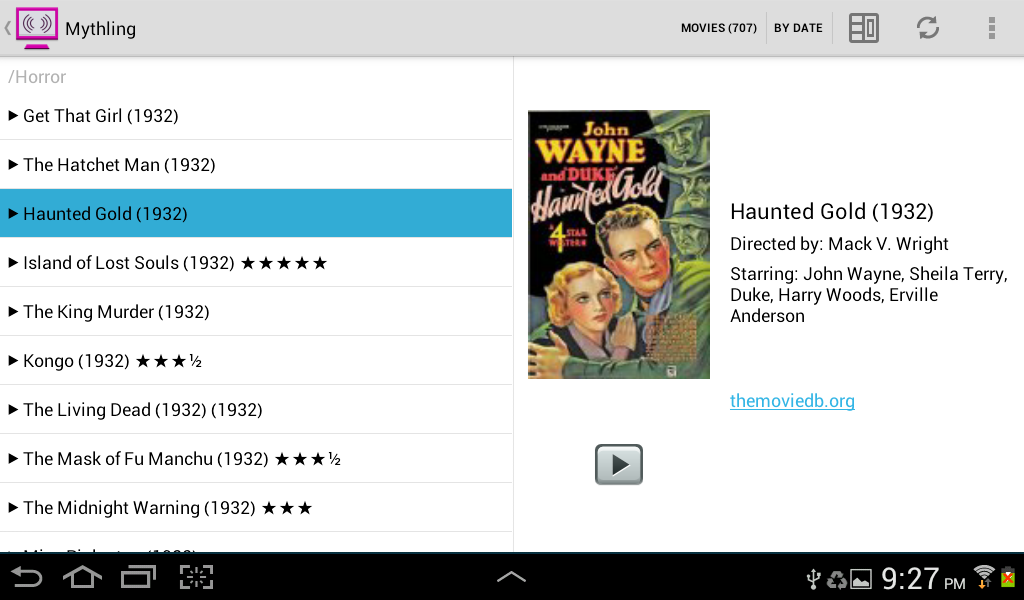 Mythling
MOVIES (707)
BY DATE
/Horror
Get That Girl (1932)
The Hatchet Man (1932)
Haunted Gold (1932)
Island of Lost Souls (1932) ★★★★★
The King Murder (1932)
Kongo (1932) ★★★½
The Living Dead (1932) (1932)
The Mask of Fu Manchu (1932) ★★★½
The Midnight Warning (1932) ★★★
John
WAYNE
and "DUKE"
Haunted Gold
A
4 STAR
WESTERN
Haunted Gold (1932)
Directed by: Mack V. Wright
Starring: John Wayne, Sheila Terry,
Duke, Harry Woods, Erville
Anderson
themoviedb.org
9:27 PM